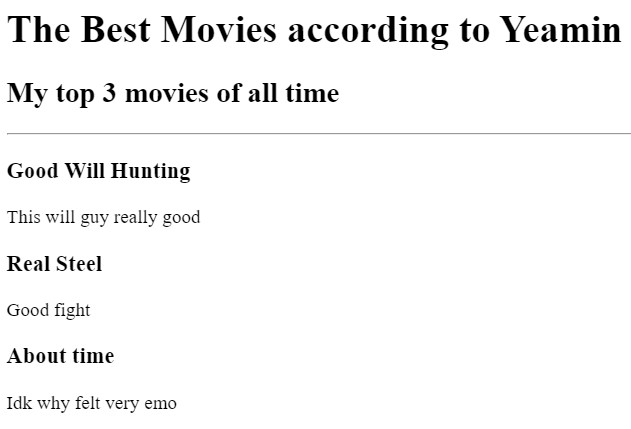 The Best Movies according to Yeamin
My top 3 movies of all time
Good Will Hunting
This will guy really good
Real Steel
Good fight
About time
Idk why felt very emo